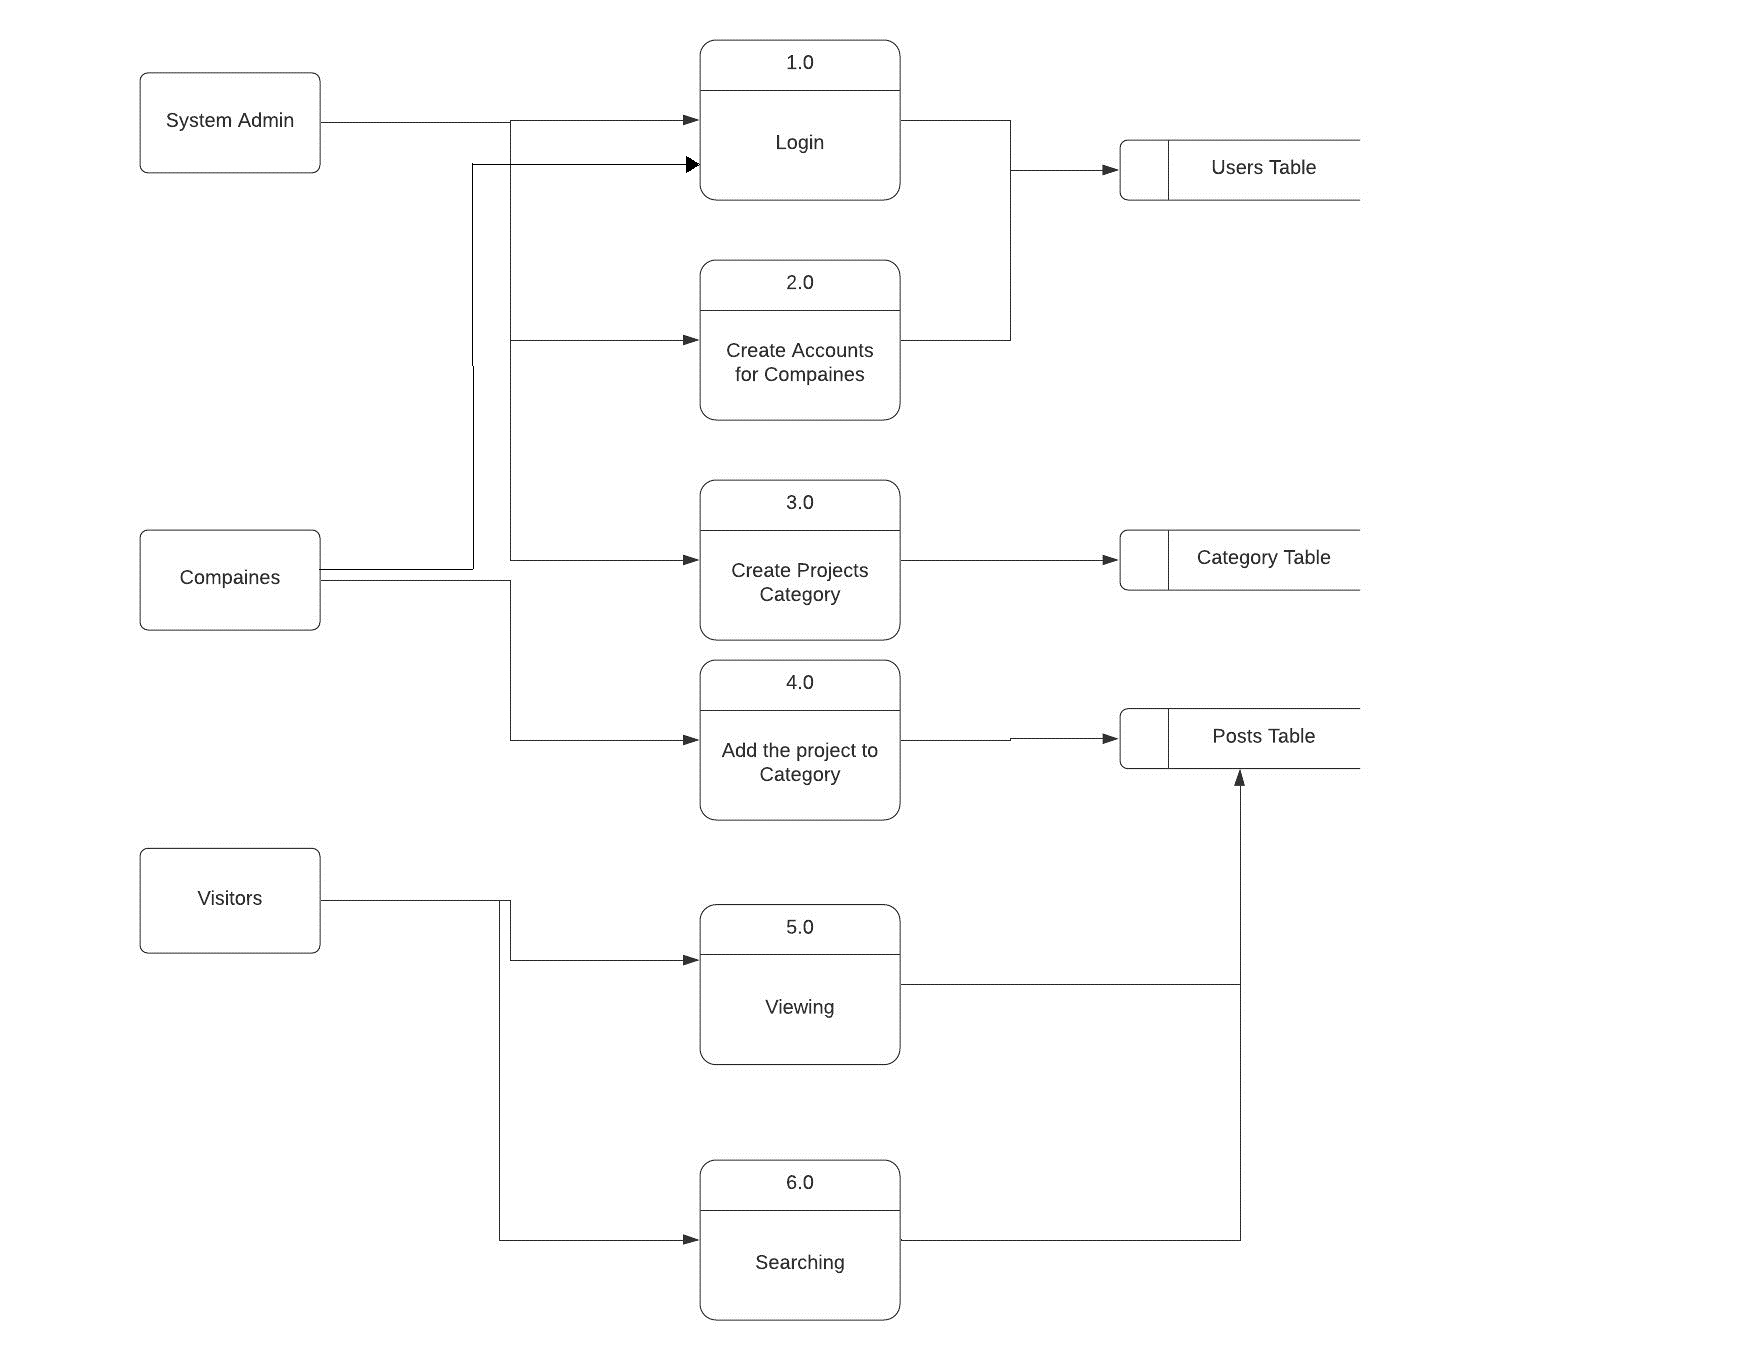 1.0
System Admin
Login
Users Table
2.0
Create Accounts
for Compaines
3.0
Compaines
Create Projects
Category
Category Table
4.0
Add the project to
Category
Posts Table
Visitors
5.0
Viewing
6.0
Searching